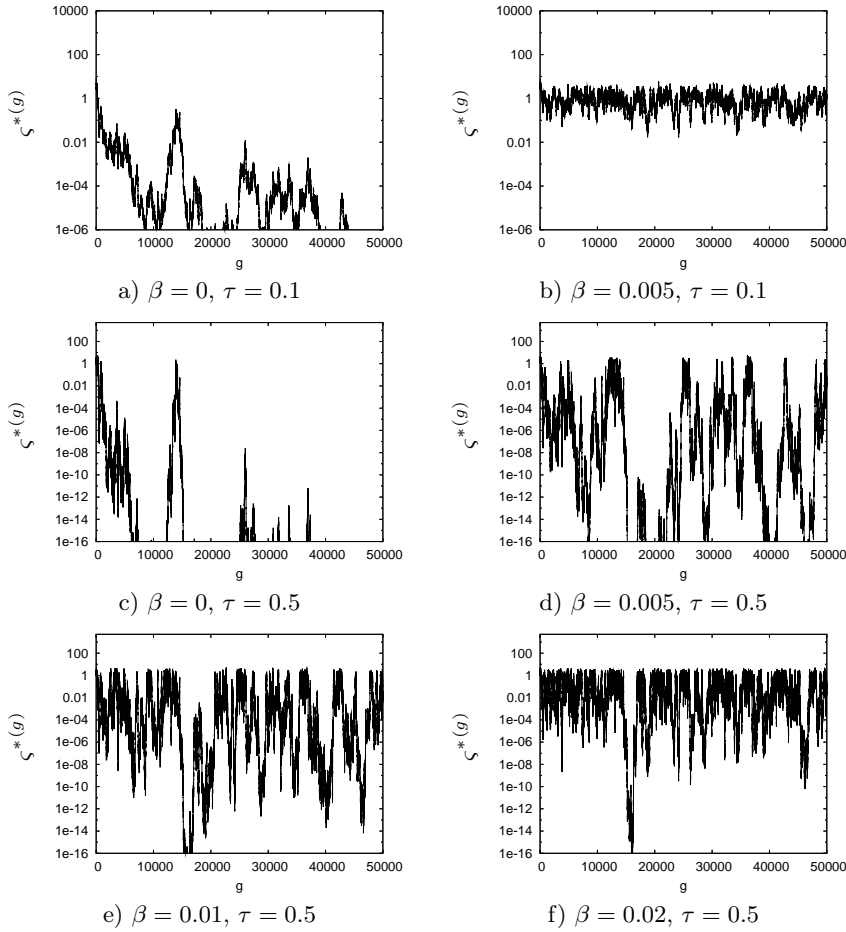 10000
100
1
0.01
1e-04
1e-06
ς*(g)
0 10000 20000 30000 40000 50000
g
a) β = 0, τ = 0.1
10000
100
1
0.01
1e-04
1e-06
ς*(g)
0 10000 20000 30000 40000 50000
g
b) β = 0.005, τ = 0.1
100
1
0.01
1e-04
1e-06
1e-08
1e-10
1e-12
1e-14
1e-16
ς*(g)
0 10000 20000 30000 40000 50000
g
c) β = 0, τ = 0.5
100
1
0.01
1e-04
1e-06
1e-08
1e-10
1e-12
1e-14
1e-16
ς*(g)
0 10000 20000 30000 40000 50000
g
d) β = 0.005, τ = 0.5
100
1
0.01
1e-04
1e-06
1e-08
1e-10
1e-12
1e-14
1e-16
ς*(g)
0 10000 20000 30000 40000 50000
g
e) β = 0.01, τ = 0.5
100
1
0.01
1e-04
1e-06
1e-08
1e-10
1e-12
1e-14
1e-16
ς*(g)
0 10000 20000 30000 40000 50000
g
f) β = 0.02, τ = 0.5